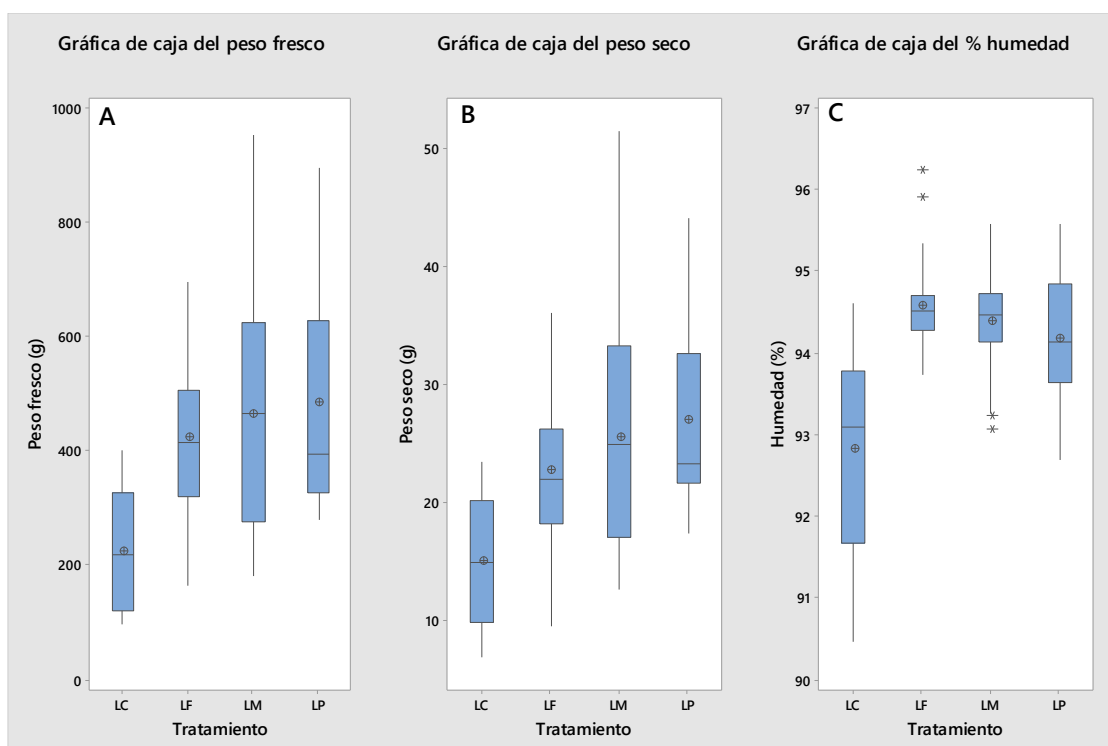 Gráfica de caja del peso fresco
Gráfica de caja del peso seco
Gráfica de caja del % humedad
A
1000
800
600
400
200
0
Peso fresco (g)
LC LF LM LP
Tratamiento
B
50
40
30
20
10
Peso seco (g)
LC LF LM LP
Tratamiento
C
97
96
95
94
93
92
91
90
Humedad (%)
LC LF LM LP
Tratamiento